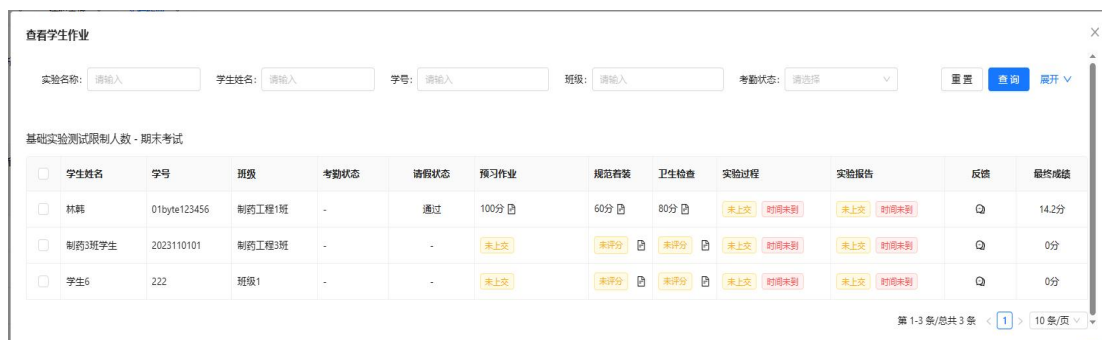 查看学生作业
实验名称: 请输入 学生姓名: 请输入 学号: 请输入 班级: 请输入 考勤状态: 请选择 重置 查询 展开
基础实验测试限制人数 - 期末考试
学生姓名 学号 班级 考勤状态 请假状态 预习作业 规范着装 卫生检查 实验过程 实验报告 反馈 最终成绩
林韩 01byte123456 制药工程1班 - 通过 100分 60分 80分 未上交 时间未到 未上交 时间未到 14.2分
制药3班学生 2023110101 制药工程3班 - - 未上交 未评分 未评分 未上交 时间未到 未上交 时间未到 0分
学生6 222 班级1 - - 未上交 未评分 未评分 未上交 时间未到 未上交 时间未到 0分
第 1-3 条/总共 3 条 < 1 > 10 条/页